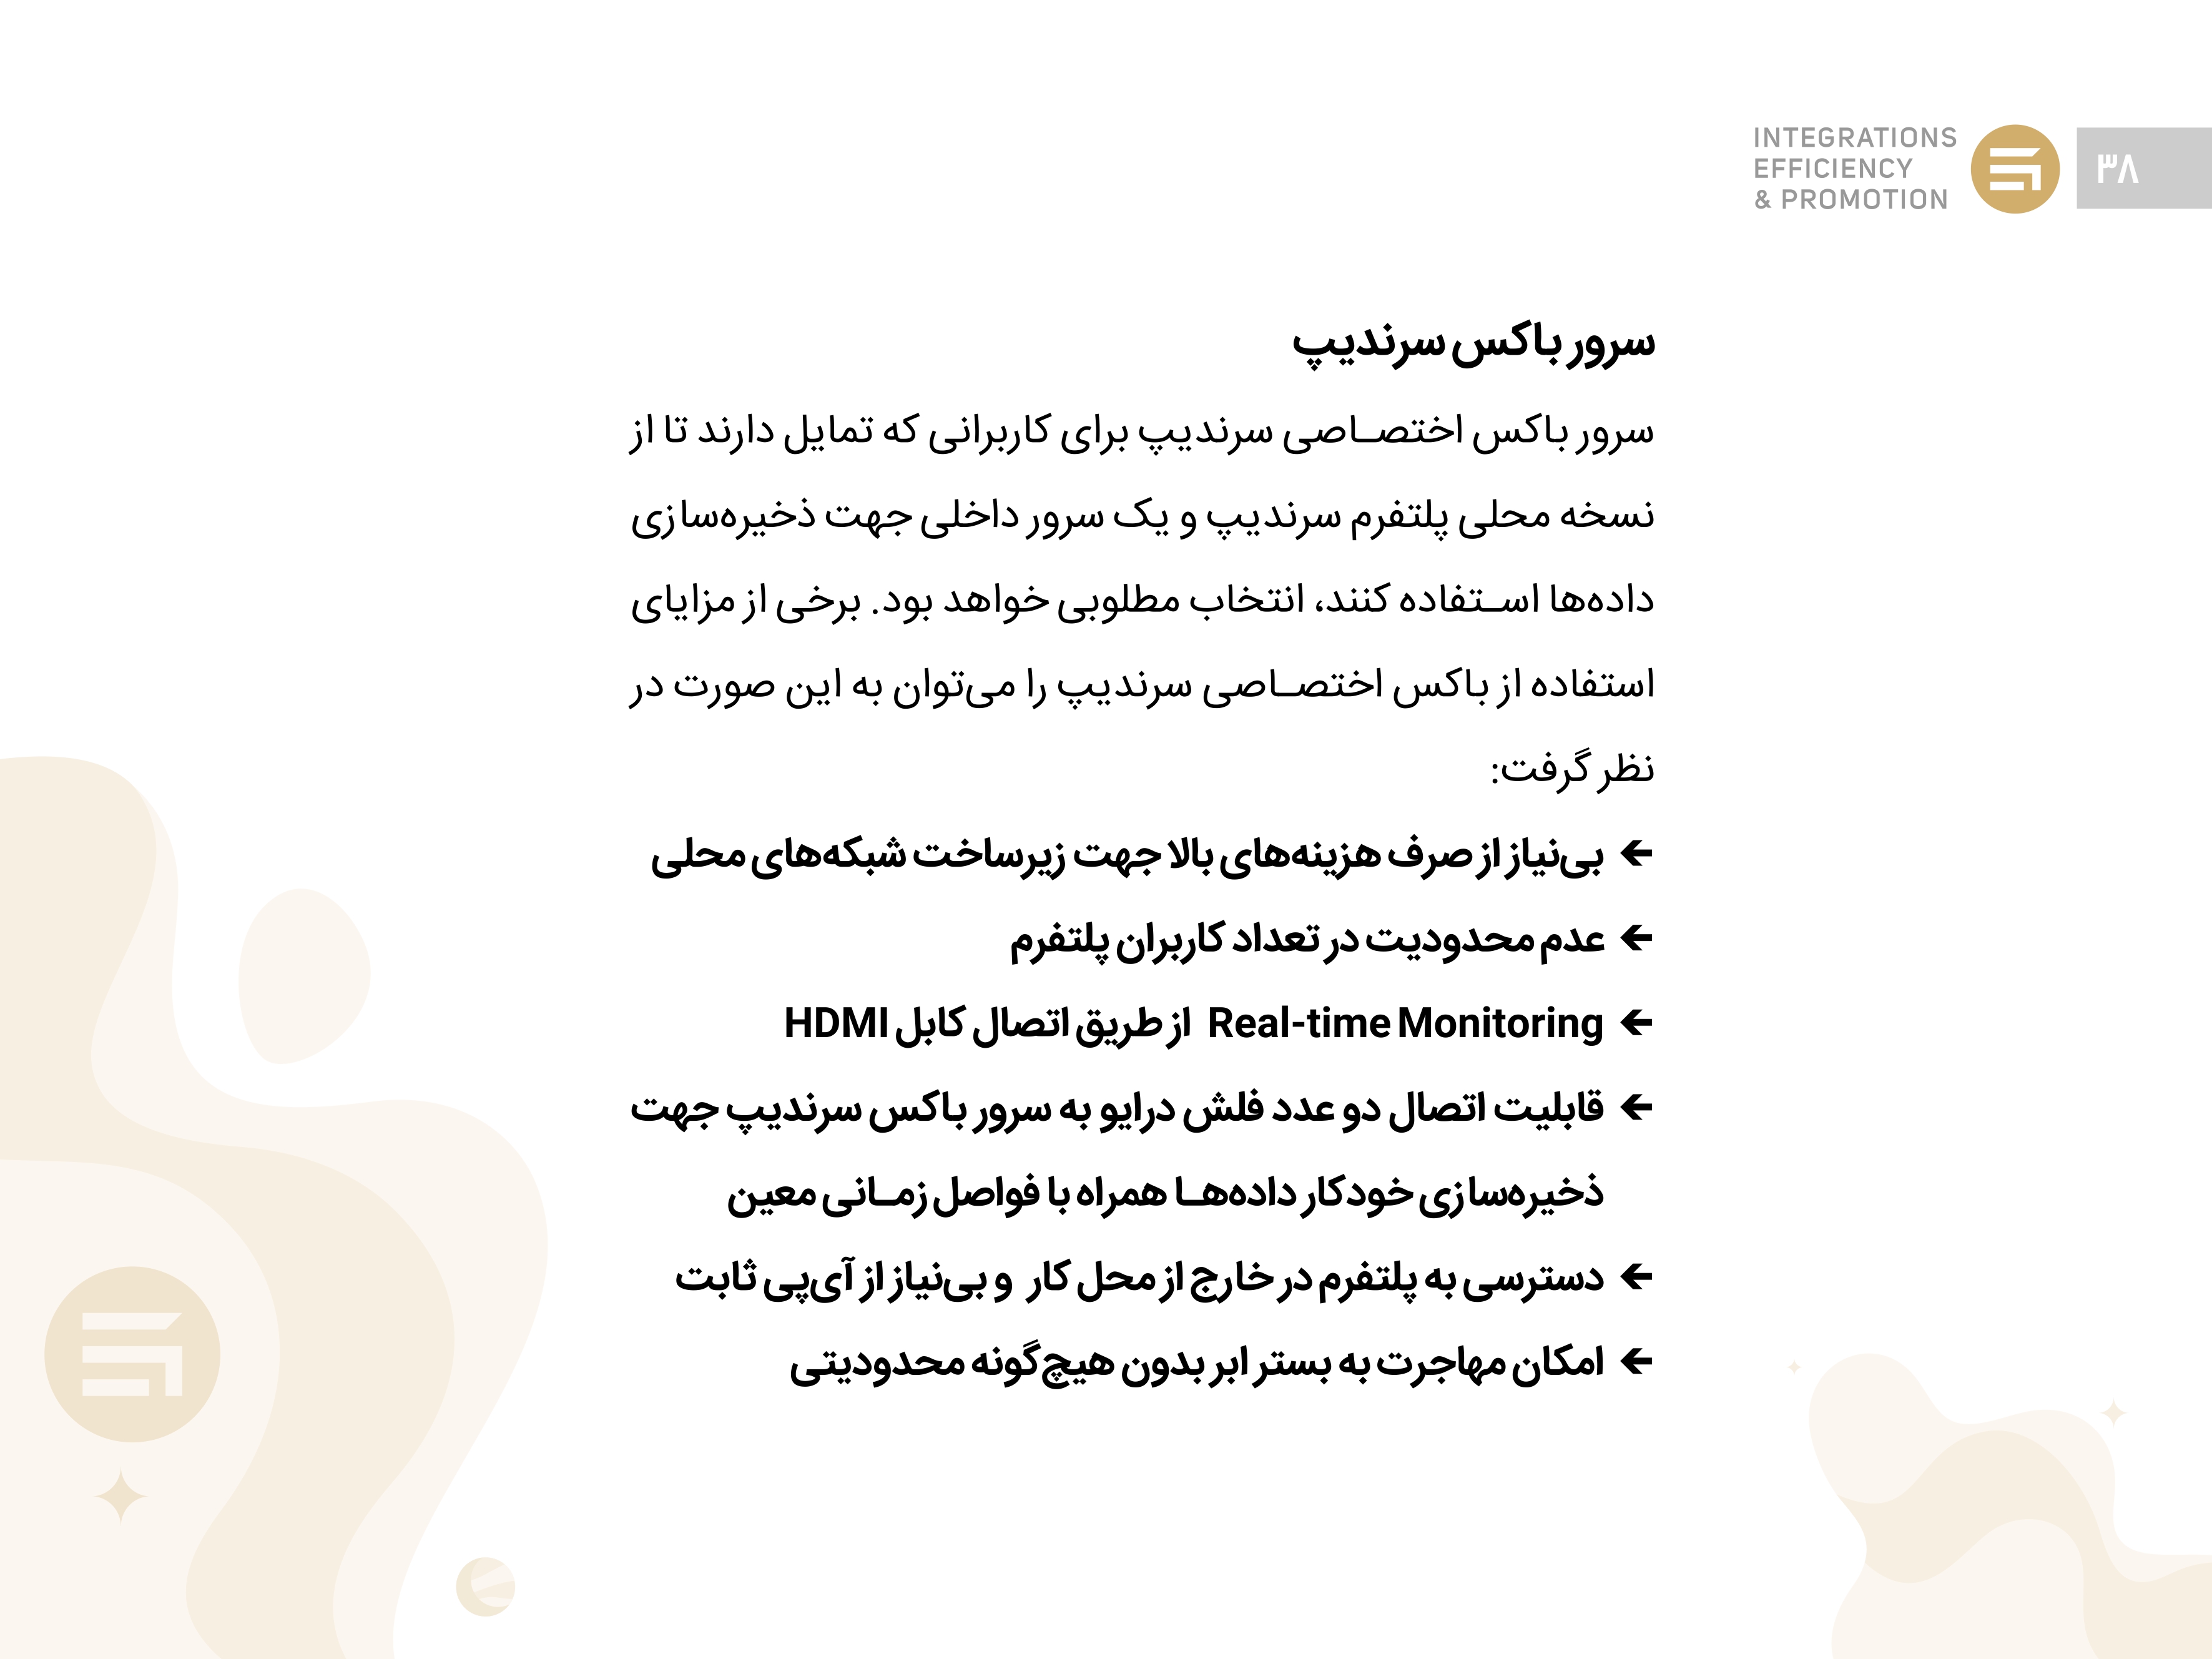 INTEGRATIONS
EFFICIENCY
& PROMOTION
۳۸
سرور باکس سرندیپ
سرور باکس اختصـاصی سرندیپ برای کاربرانی که تمایل دارند تا از
نسخه محلی پلتفرم سرندیپ و یک سرور داخلی جهت ذخیره‌سازی
داده‌ها اسـتفاده کنند، انتخاب مطلوبی خواهد بود. برخی از مزایای
استفاده از باکس اختصـاصی سرندیپ را می‌توان به این صورت در
نظر گرفت:
← بی‌نیاز از صرف هزینه‌های بالا جهت زیرساخت شبکه‌های محلی
← عدم محدودیت در تعداد کاربران پلتفرم
← Real-time Monitoring از طریق اتصال کابل HDMI
← قابلیت اتصال دو عدد فلش درایو به سرور باکس سرندیپ جهت
ذخیره‌سازی خودکار داده‌هـا همراه با فواصل زمـانی معین
← دسترسی به پلتفرم در خارج از محل کار و بی‌نیاز از آی‌پی ثابت
← امکان مهاجرت به بستر ابر بدون هیچ‌گونه محدودیتی